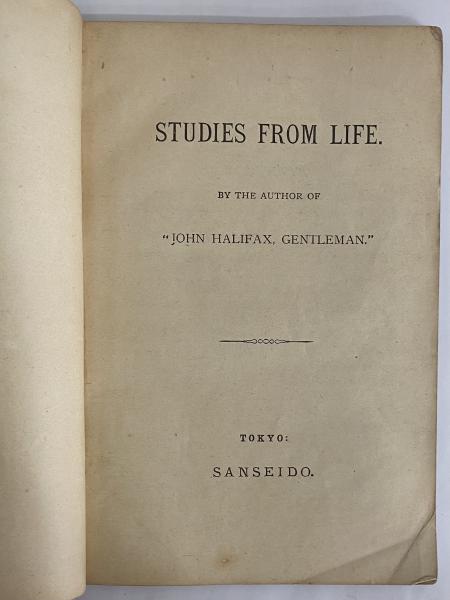 STUDIES FROM LIFE.
BY THE AUTHOR OF
"JOHN HALIFAX, GENTLEMAN."
TOKYO:
SANSEIDO.